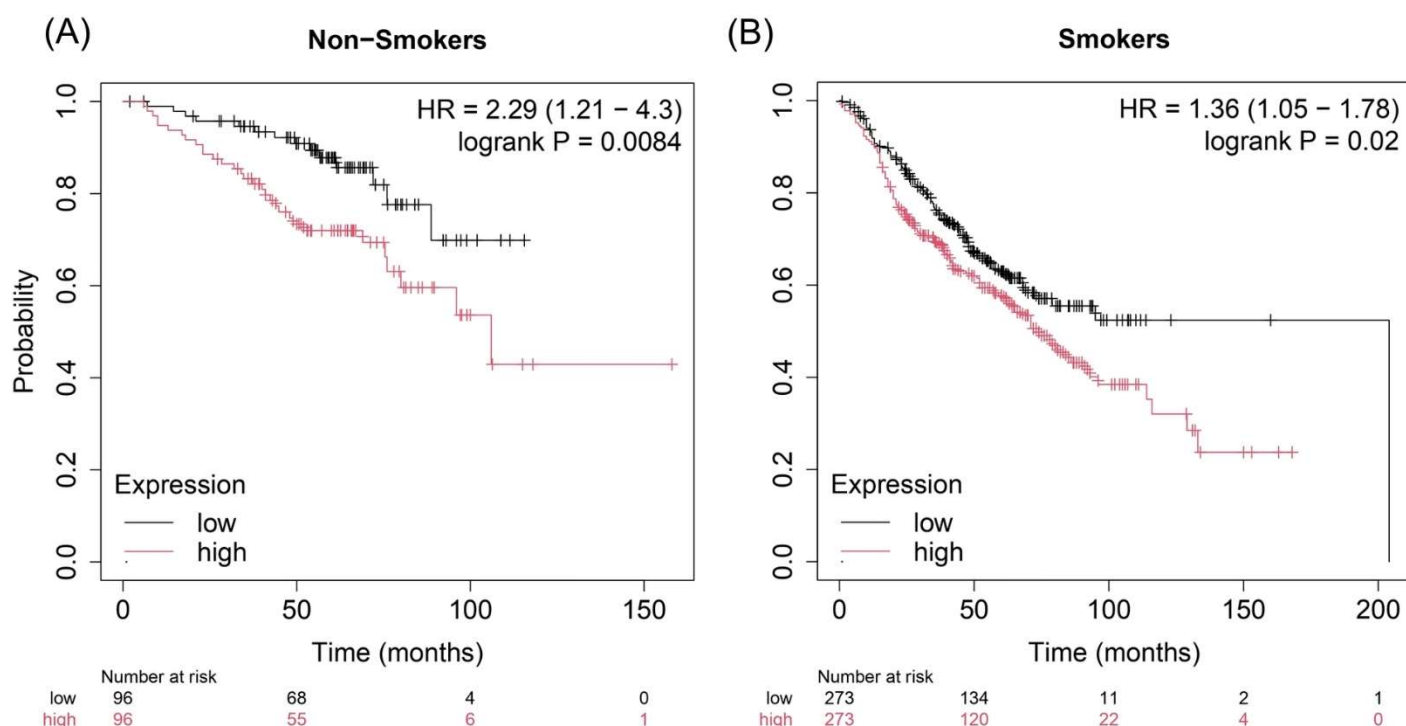 (A)
Non−Smokers
HR = 2.29 (1.21 − 4.3)
logrank P = 0.0084
Probability
1.0
0.8
0.6
0.4
0.2
0.0
Expression
low
high
0 50 100 150
Time (months)
Number at risk
low 96 68 4 0
high 96 55 6 1
(B)
Smokers
HR = 1.36 (1.05 − 1.78)
logrank P = 0.02
1.0
0.8
0.6
0.4
0.2
0.0
Expression
low
high
0 50 100 150 200
Time (months)
Number at risk
low 273 134 11 2 1
high 273 120 22 4 0